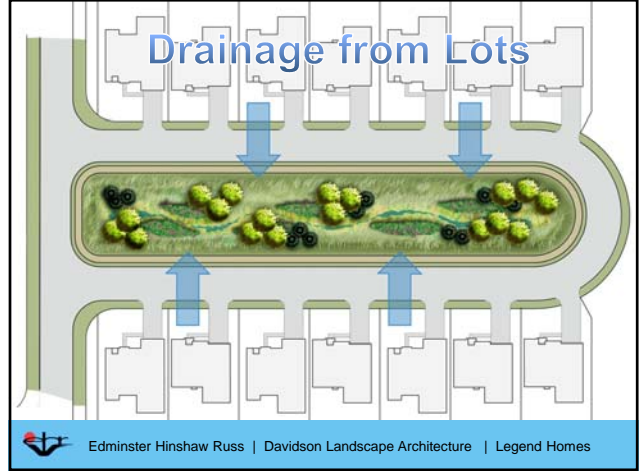 Drainage from Lots
Edminster Hinshaw Russ | Davidson Landscape Architecture | Legend Homes